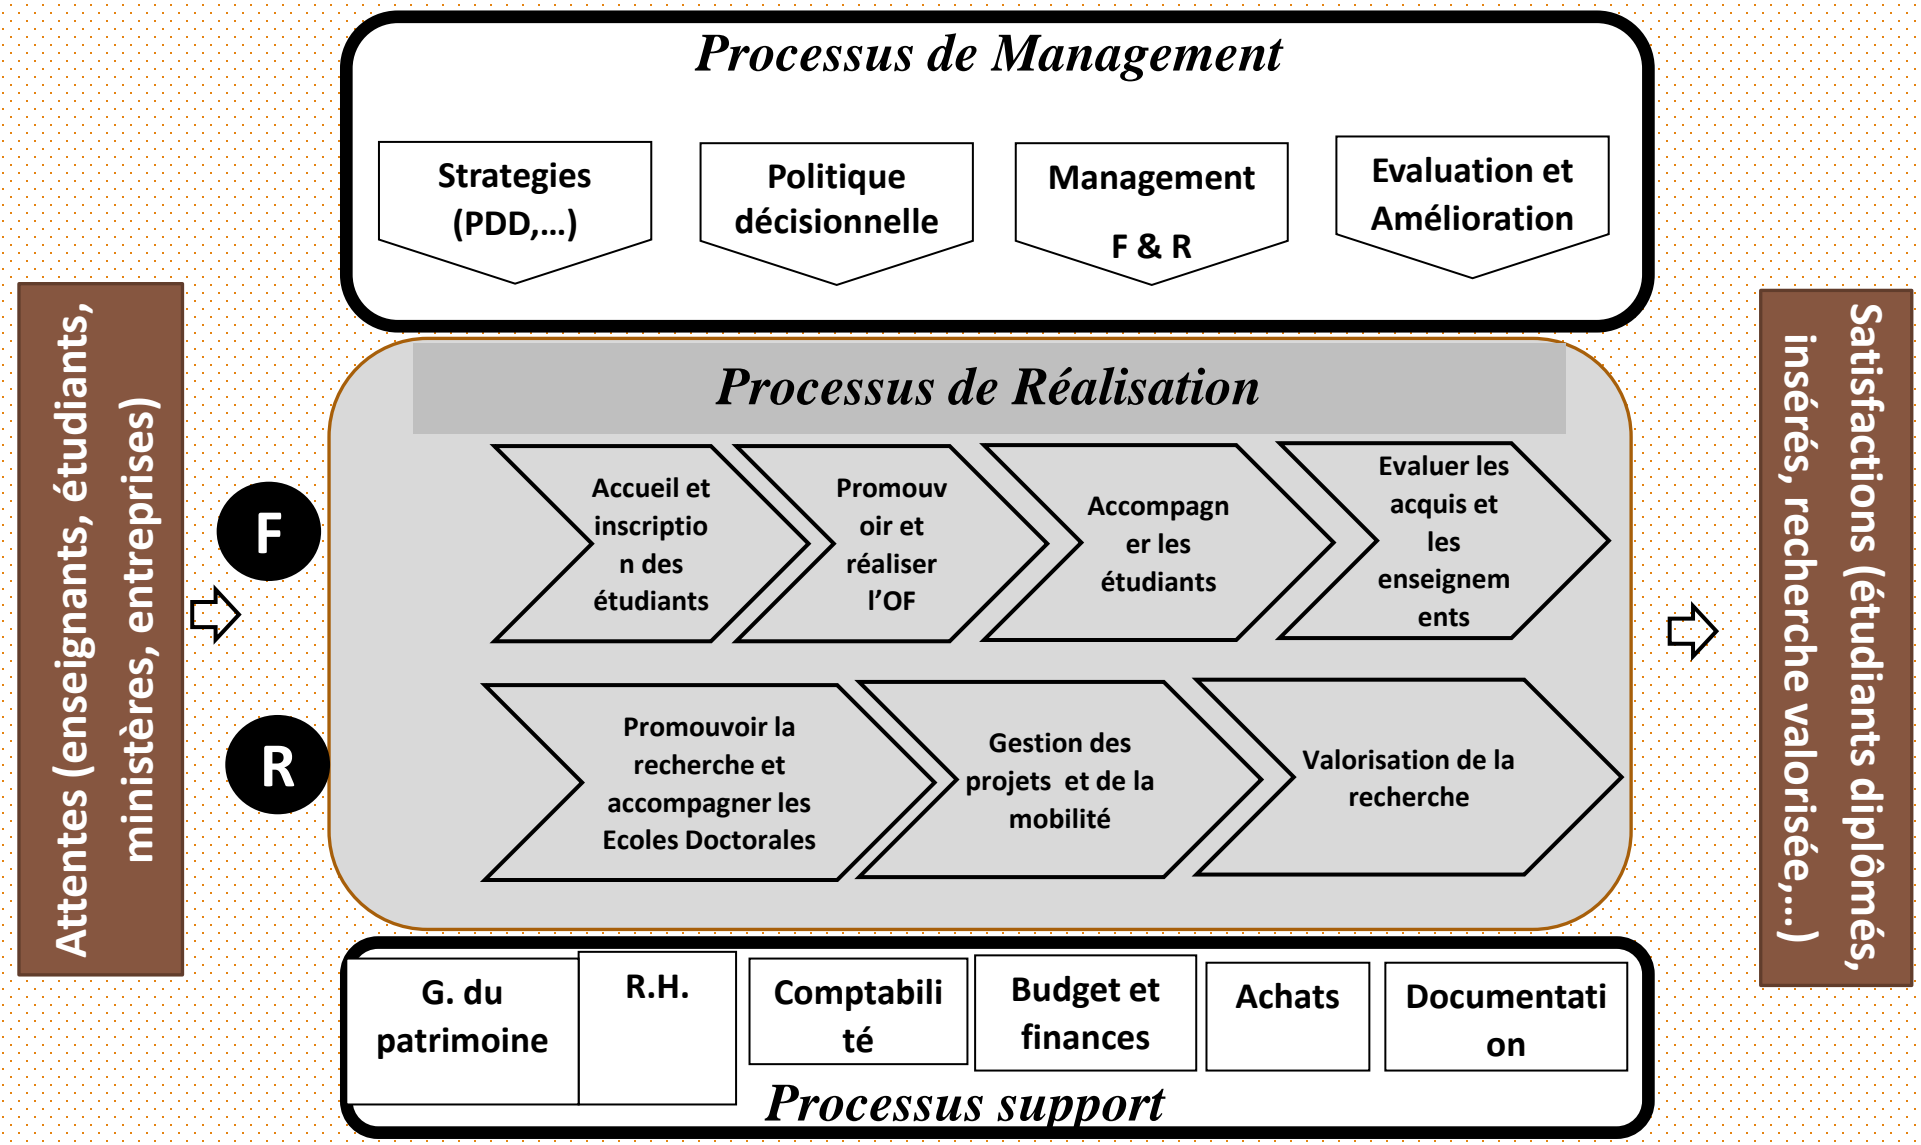 Processus de Management
Strategies
(PDD,...)
Politique
décisionnelle
Management
F & R
Evaluation et
Amélioration
Attentes (enseignants, étudiants,
ministères, entreprises)
Processus de Réalisation
F
Accueil et
inscriptio
n des
étudiants
Promouv
oir et
réaliser
l’OF
Accompagn
er les
étudiants
Evaluer les
acquis et
les
enseignem
ents
R
Promouvoir la
recherche et
accompagner les
Ecoles Doctorales
Gestion des
projets et de la
mobilité
Valorisation de la
recherche
Satisfactions (étudiants diplômés,
insérés, recherche valorisée,...)
G. du
patrimoine
R.H.
Comptabili
té
Budget et
finances
Achats
Documentati
on
Processus support